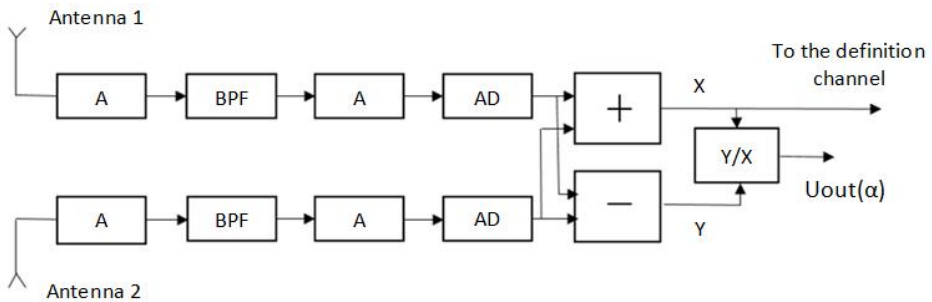 Antenna 1
To the definition
channel
A
BPF
A
AD
+
X
Y/X
Uout(α)
A
BPF
A
AD
−
Y
Antenna 2